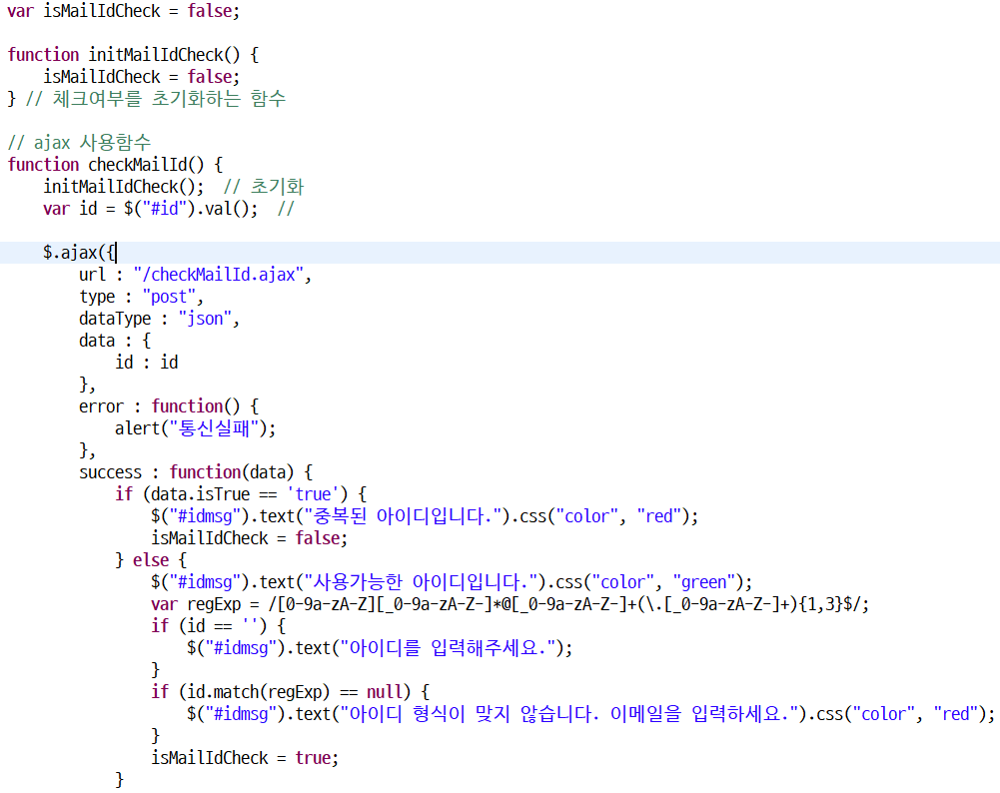 var isMailIdCheck = false;
function initMailIdCheck() {
    isMailIdCheck = false;
} // 체크여부를 초기화하는 함수
// ajax 사용함수
function checkMailId() {
    initMailIdCheck();  // 초기화
    var id = $("#id").val();  //
    $.ajax({
        url : "/checkMailId.ajax",
        type : "post",
        dataType : "json",
        data : {
            id : id
        },
        error : function() {
            alert("통신실패");
        },
        success : function(data) {
            if (data.isTrue == 'true') {
                $("#idmsg").text("중복된 아이디입니다.").css("color", "red");
                isMailIdCheck = false;
            } else {
                $("#idmsg").text("사용가능한 아이디입니다.").css("color", "green");
                var regExp = /[0-9a-zA-Z][_0-9a-zA-Z-]*@[_0-9a-zA-Z-]+(\.[_0-9a-zA-Z-]+){1,3}$/;
                if (id == '') {
                    $("#idmsg").text("아이디를 입력해주세요.");
                }
                if (id.match(regExp) == null) {
                    $("#idmsg").text("아이디 형식이 맞지 않습니다. 이메일을 입력하세요.").css("color", "red");
                }
                isMailIdCheck = true;
            }